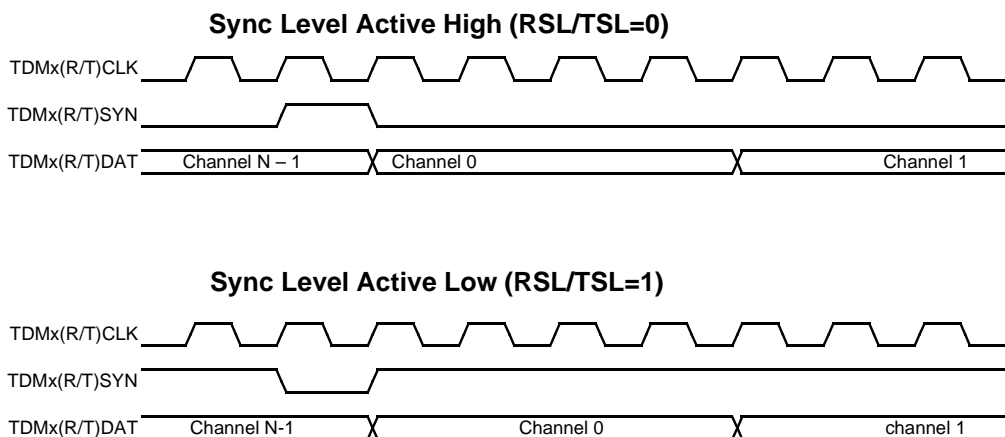 Sync Level Active High (RSL/TSL=0)
TDMx(R/T)CLK
TDMx(R/T)SYN
TDMx(R/T)DAT Channel N – 1 Channel 0 Channel 1
Sync Level Active Low (RSL/TSL=1)
TDMx(R/T)CLK
TDMx(R/T)SYN
TDMx(R/T)DAT Channel N-1 Channel 0 channel 1